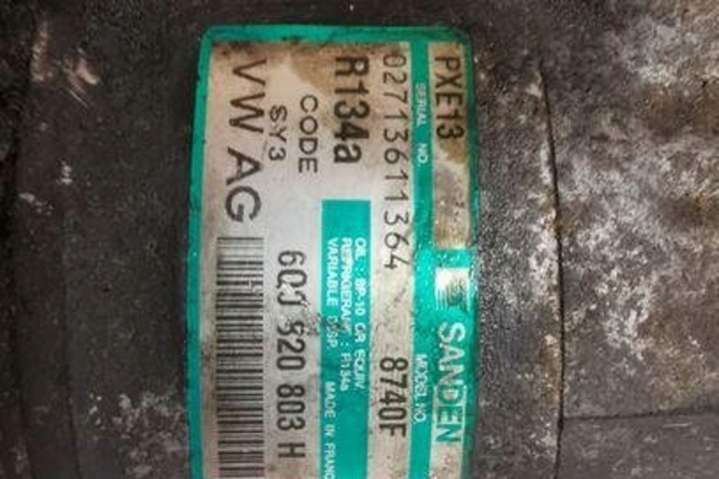 PXE13
SANDEN
SERIAL NO. MODEL NO.
02713611364 8740F
R134a
OIL : SP-10 OR EQUIV.
REFRIGERANT : R134a
VARIABLE DISP. MADE IN FRANC
CODE
SY3
6Q0 820 803 H
VW AG